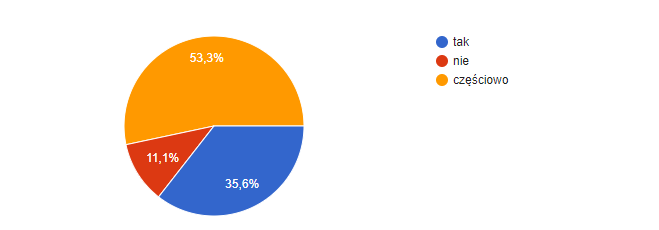 53,3%
11,1%
35,6%
tak
nie
częściowo